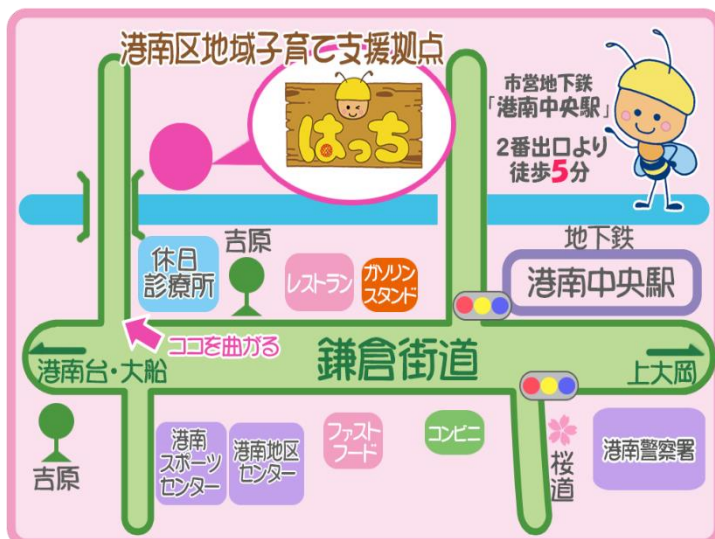 港南区地域子育て支援拠点
はっち
市営地下鉄
「港南中央駅」
2番出口より
徒歩5分
休日
診療所
吉原
レストラン
ガソリン
スタンド
地下鉄
港南中央駅
ココを曲がる
鎌倉街道
港南台・大船
上大岡
吉原
港南
スポーツ
センター
港南地区
センター
ファスト
フード
コンビニ
桜道
港南警察署